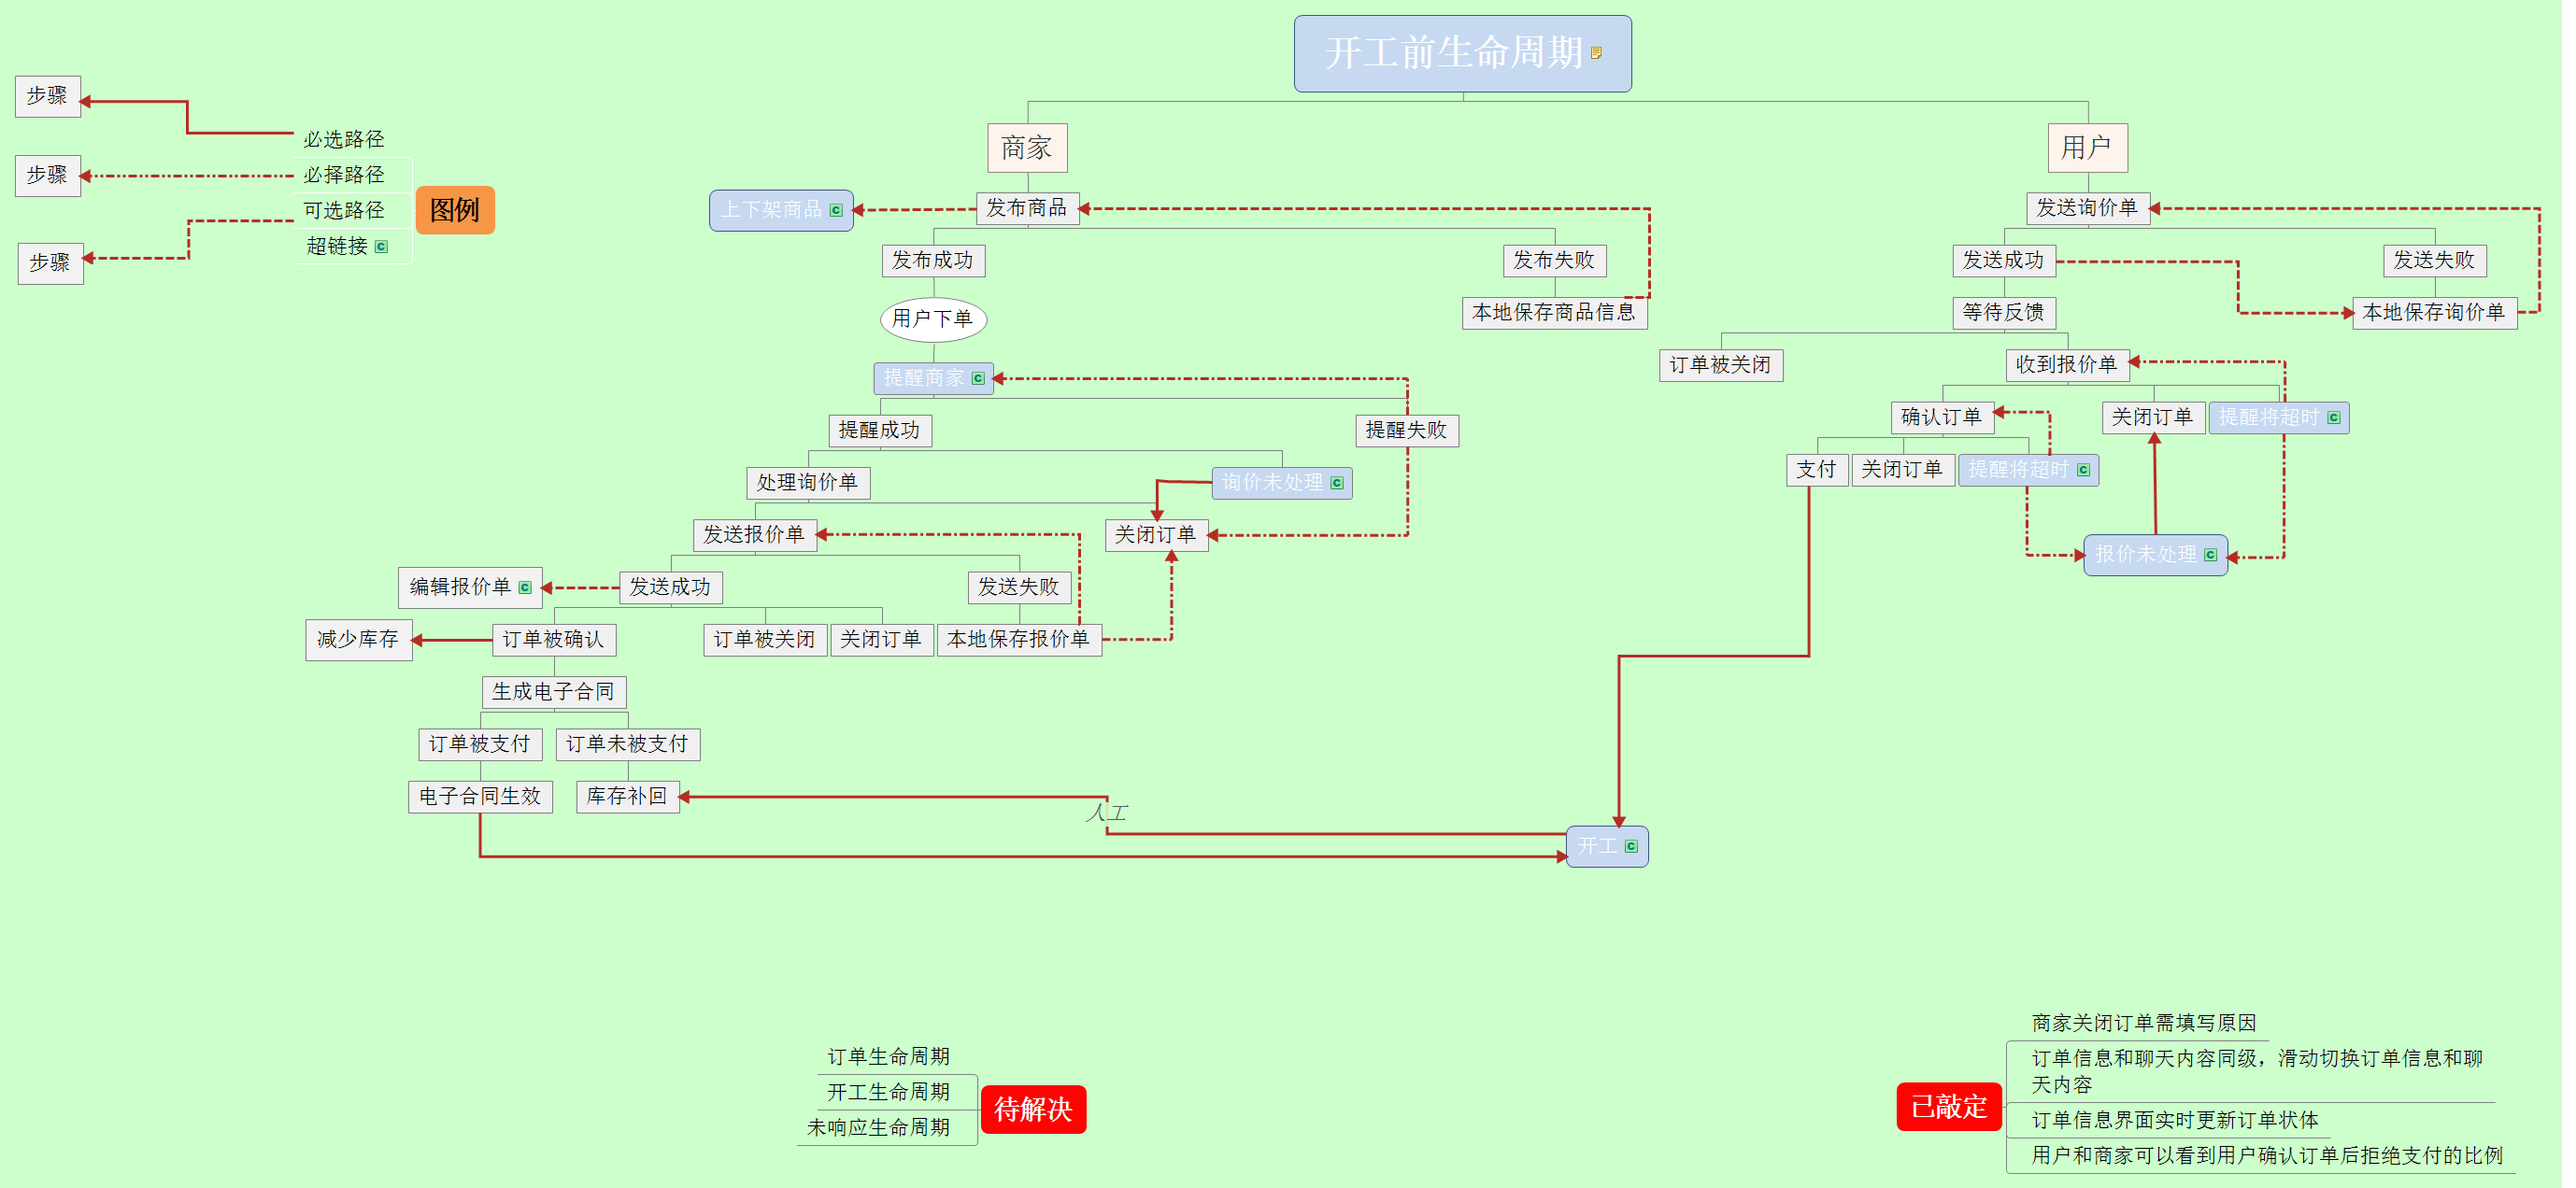 开工前生命周期
步骤
步骤
步骤
必选路径
必择路径
可选路径
超链接
图例
商家
上下架商品
发布商品
发布成功
发布失败
用户下单
本地保存商品信息
提醒商家
提醒成功
提醒失败
处理询价单
询价未处理
发送报价单
关闭订单
编辑报价单
发送成功
发送失败
减少库存
订单被确认
订单被关闭
关闭订单
本地保存报价单
生成电子合同
订单被支付
订单未被支付
电子合同生效
库存补回
人工
开工
用户
发送询价单
发送成功
发送失败
等待反馈
本地保存询价单
订单被关闭
收到报价单
确认订单
关闭订单
提醒将超时
支付
关闭订单
提醒将超时
报价未处理
订单生命周期
开工生命周期
未响应生命周期
待解决
已敲定
商家关闭订单需填写原因
订单信息和聊天内容同级，滑动切换订单信息和聊
天内容
订单信息界面实时更新订单状体
用户和商家可以看到用户确认订单后拒绝支付的比例